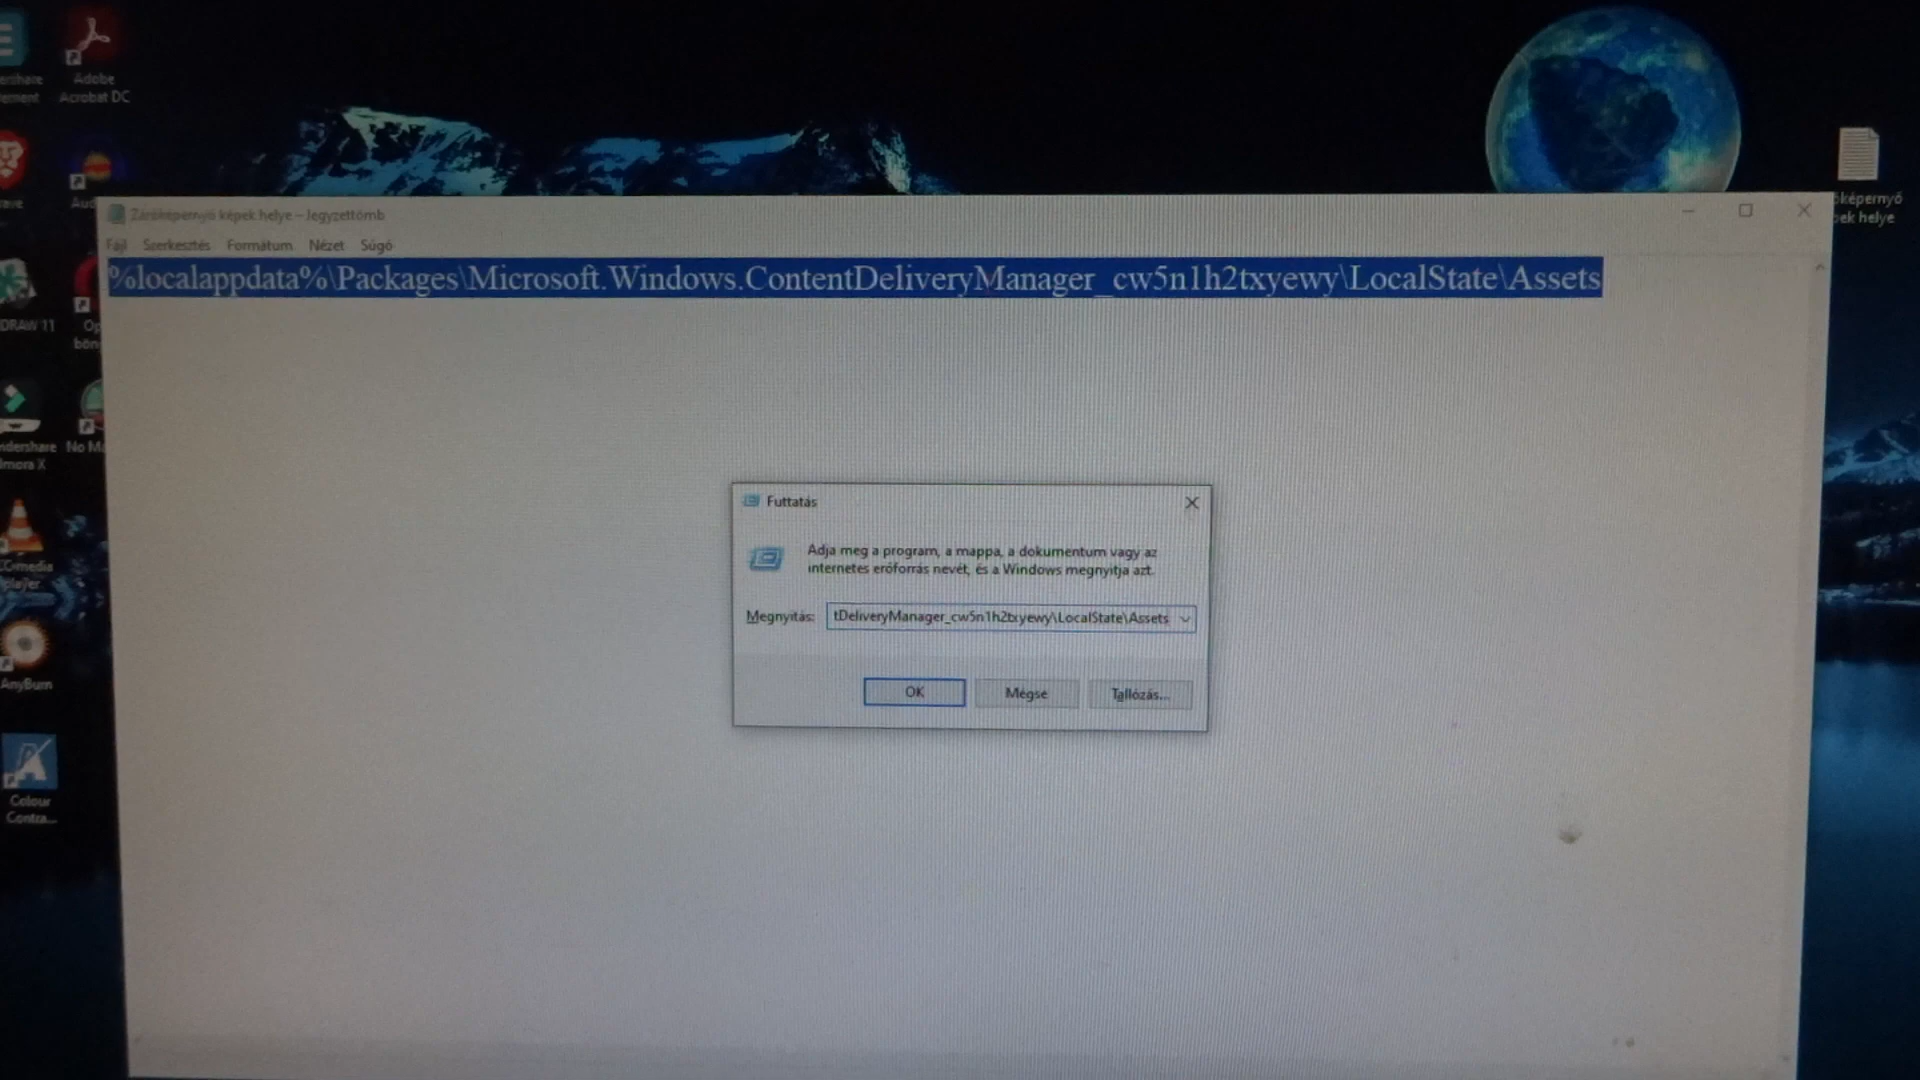 Adobe
Acrobat DC
Zárolóképernyő képek helye – Jegyzettömb
Fájl Szerkesztés Formátum Nézet Súgó
%localappdata%\Packages\Microsoft.Windows.ContentDeliveryManager_cw5n1h2txyewy\LocalState\Assets
képernyő
ek helye
DRAW 11
No M
Futtatás
Adja meg a program, a mappa, a dokumentum vagy az
internetes erőforrás nevét, és a Windows megnyitja azt.
Megnyitás: tDeliveryManager_cw5n1h2txyewy\LocalState\Assets
OK Mégse Tallózás...
AnyBurn
Colour
Contra...